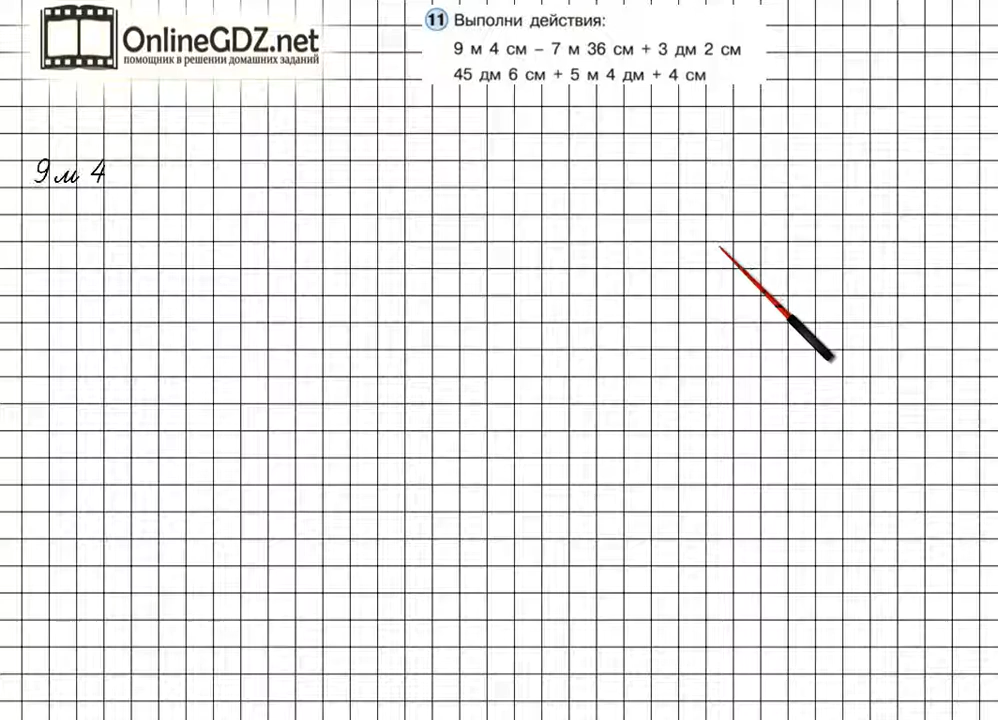 OnlineGDZ.net
помощник в решении домашних заданий
11 Выполни действия:
9 м 4 см – 7 м 36 см + 3 дм 2 см
45 дм 6 см + 5 м 4 дм + 4 см
9 м 4